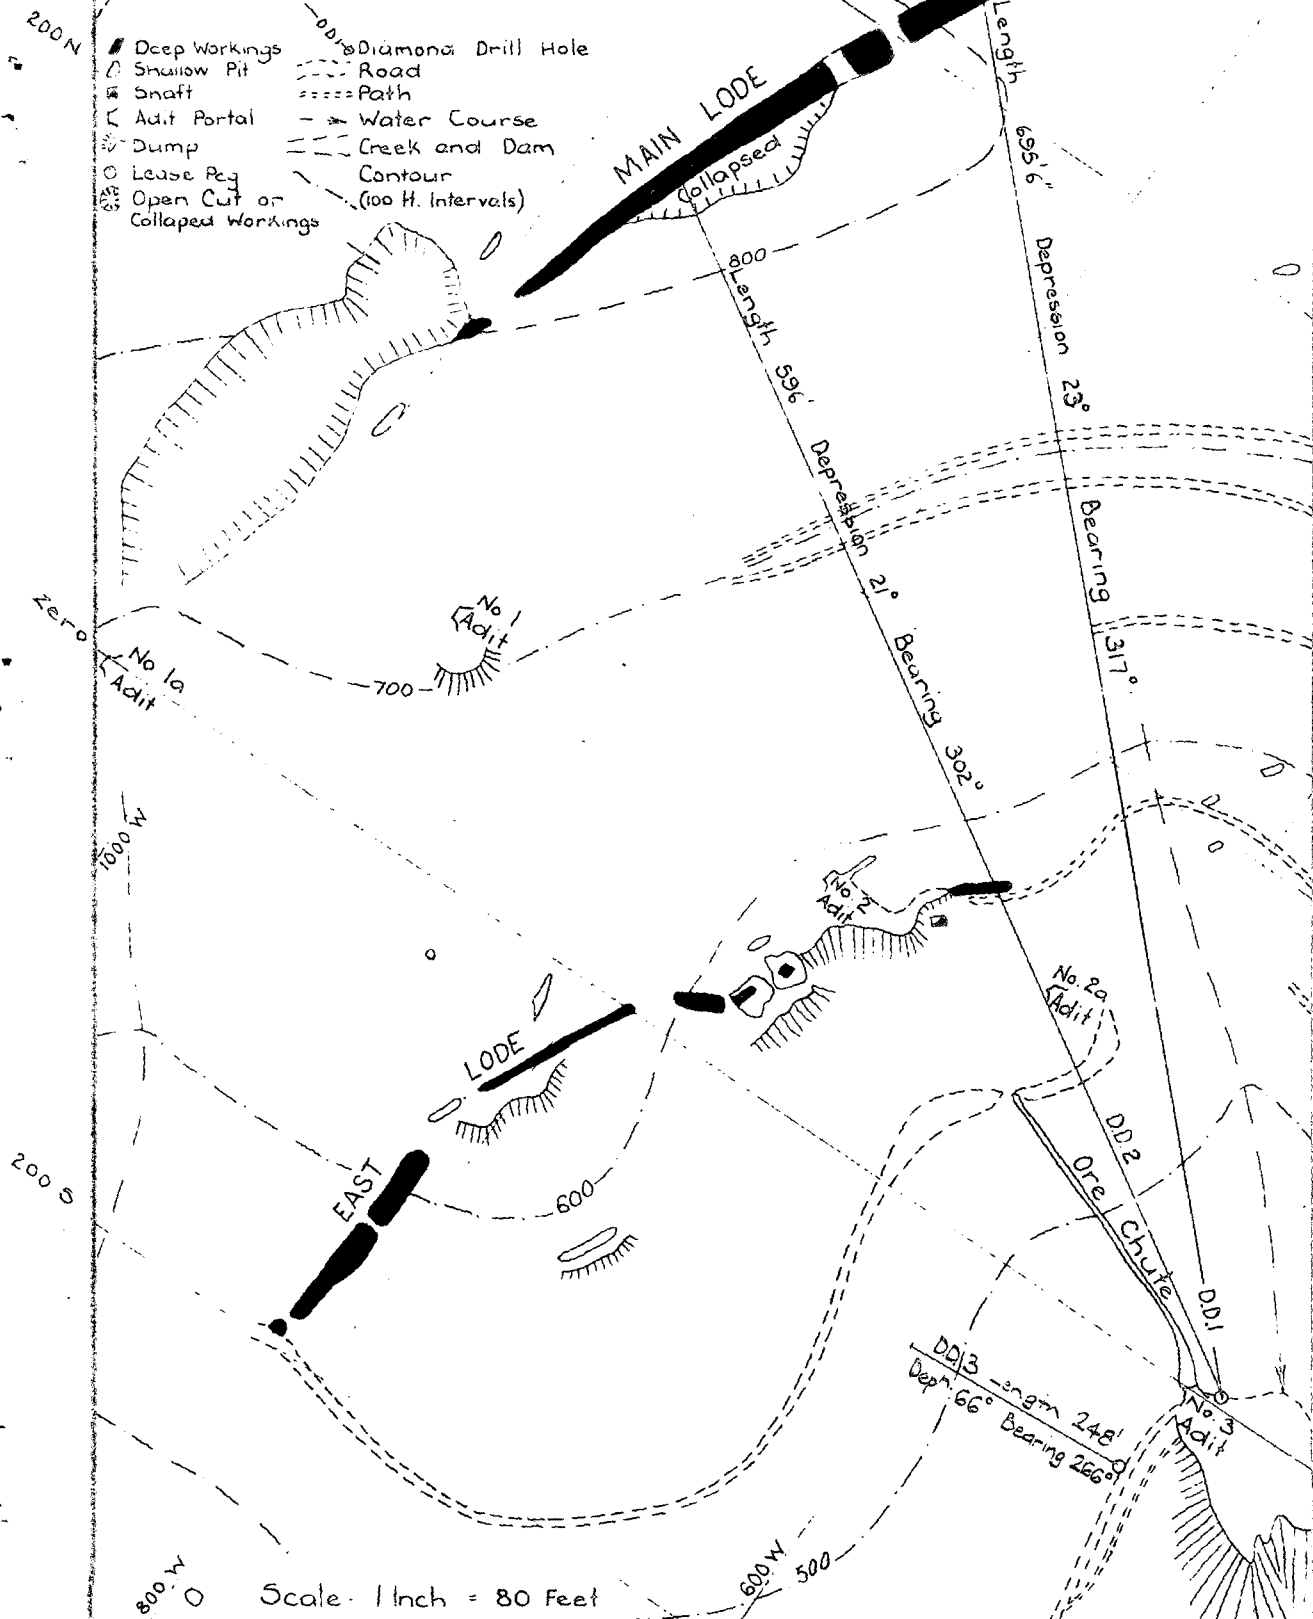 200 N
Deep Workings
Shallow Pit
Shaft
Adit Portal
Dump
Lease Peg
Open Cut or
Collaped Workings
Diamond Drill Hole
Road
Path
Water Course
Creek and Dam
Contour
(100 ft. Intervals)
MAIN LODE
Collapsed
800
Length 695'6" Depression 23° Bearing 317°
Length 596' Depression 21° Bearing 302°
zero
No 1
Adit
No 1a
Adit
700
1000 W
No. 2
Adit
No. 2a
Adit
EAST LODE
200 S
600
D.D.2
D.D.1
Ore Chute
D.D.3 Length 248'
Depn. 66° Bearing 266°
No. 3
Adit
800 W
600 W
500
Scale. 1 Inch = 80 Feet